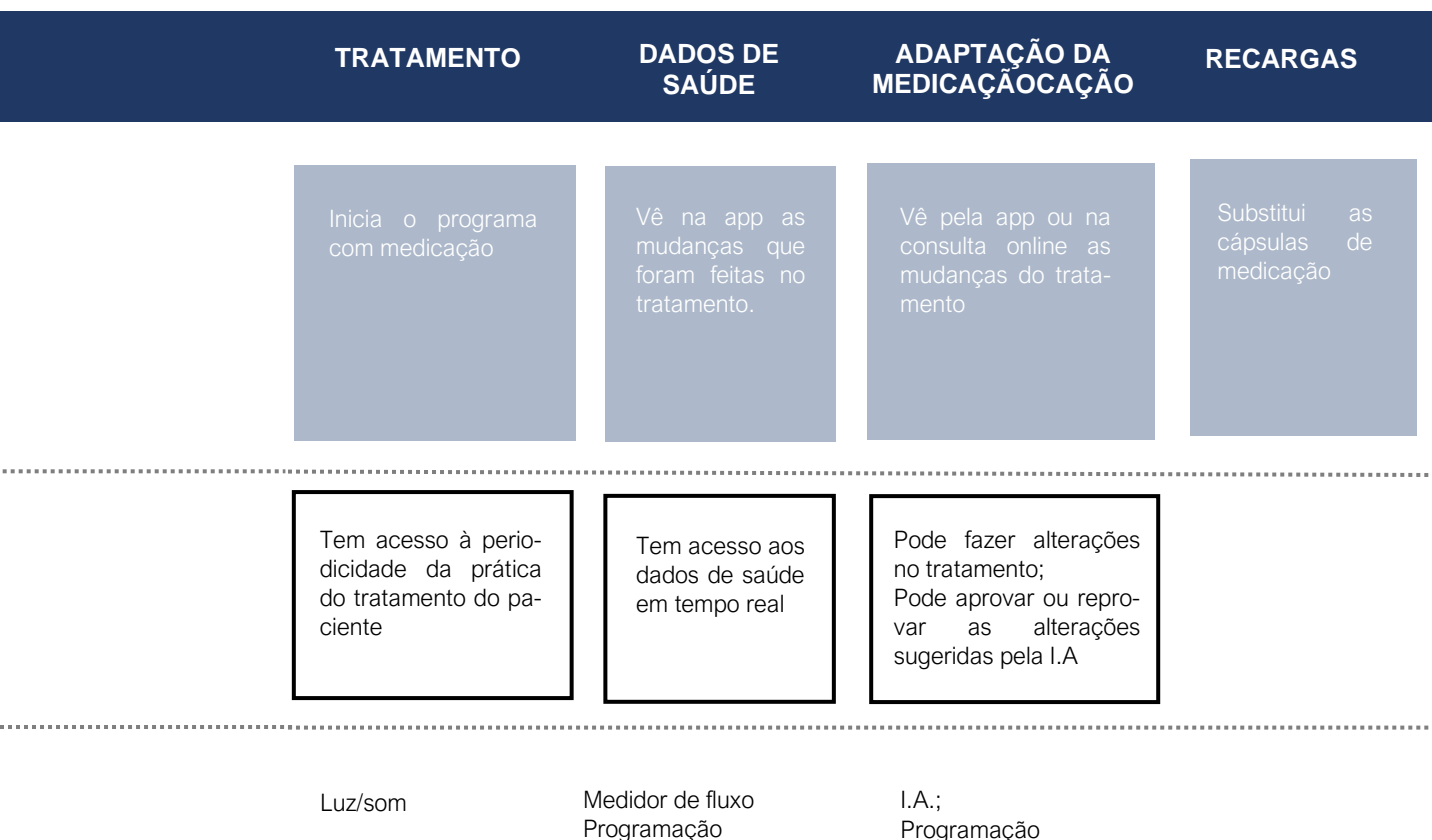 TRATAMENTO
DADOS DE
SAÚDE
ADAPTAÇÃO DA
MEDICAÇÃOCAÇÃO
RECARGAS
Inicia o programa
com medicação
Vê na app as
mudanças que
foram feitas no
tratamento.
Vê pela app ou na
consulta online as
mudanças do trata-
mento
Substitui as
cápsulas de
medicação
Tem acesso à perio-
dicidade da prática
do tratamento do pa-
ciente
Tem acesso aos
dados de saúde
em tempo real
Pode fazer alterações
no tratamento;
Pode aprovar ou repro-
var as alterações
sugeridas pela I.A
Luz/som
Medidor de fluxo
Programação
I.A.;
Programação